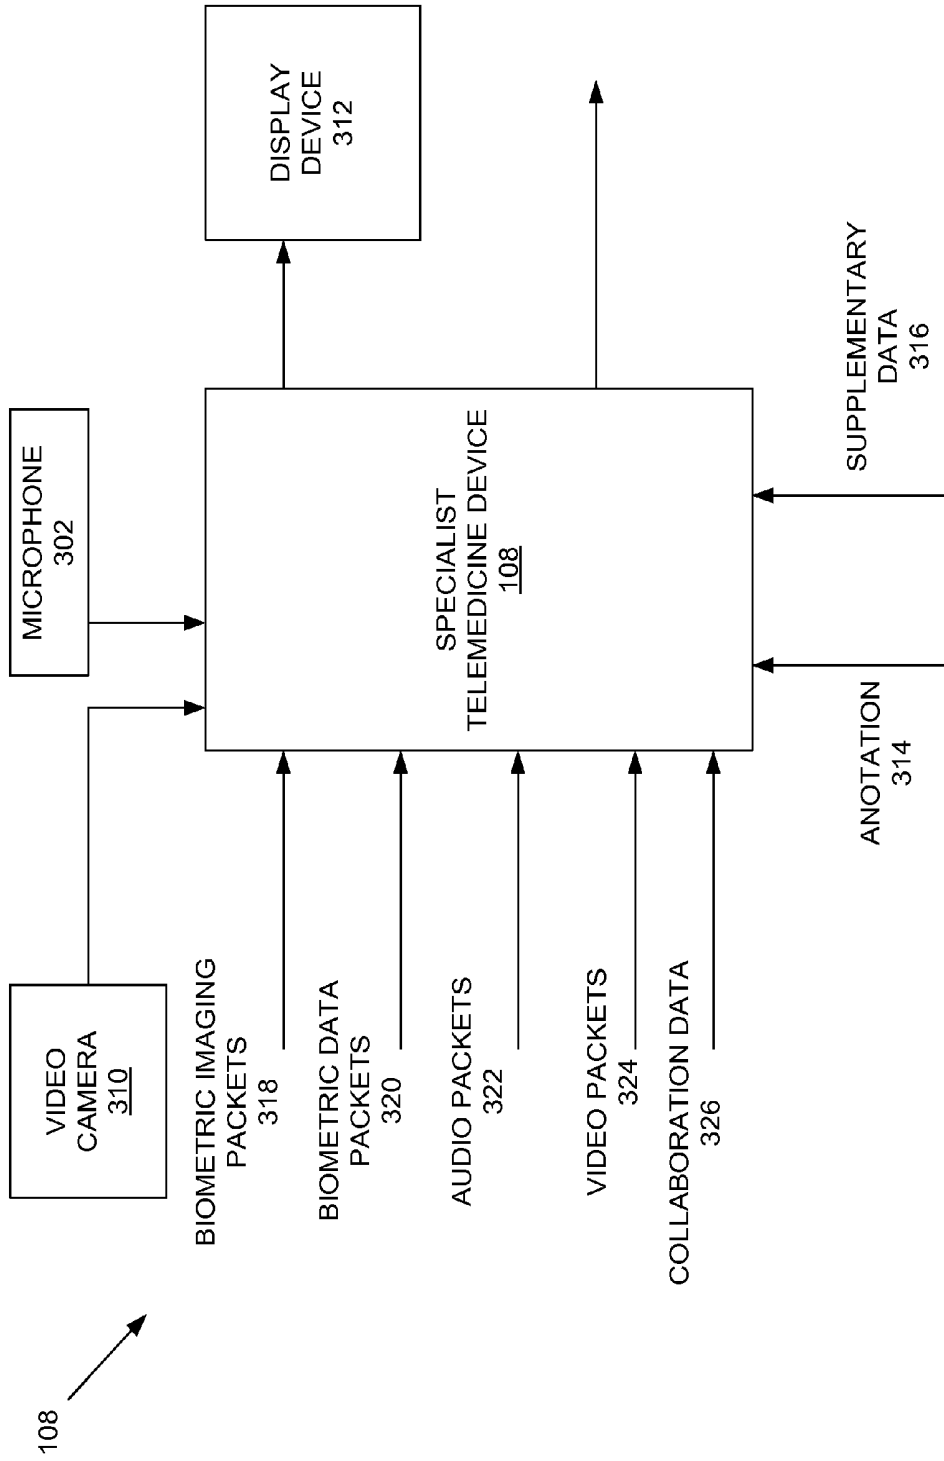 108
VIDEO
CAMERA
310
MICROPHONE
302
DISPLAY
DEVICE
312
BIOMETRIC IMAGING
PACKETS
318
BIOMETRIC DATA
PACKETS
320
AUDIO PACKETS
322
VIDEO PACKETS
324
COLLABORATION DATA
326
SPECIALIST
TELEMEDICINE DEVICE
108
ANOTATION
314
SUPPLEMENTARY
DATA
316